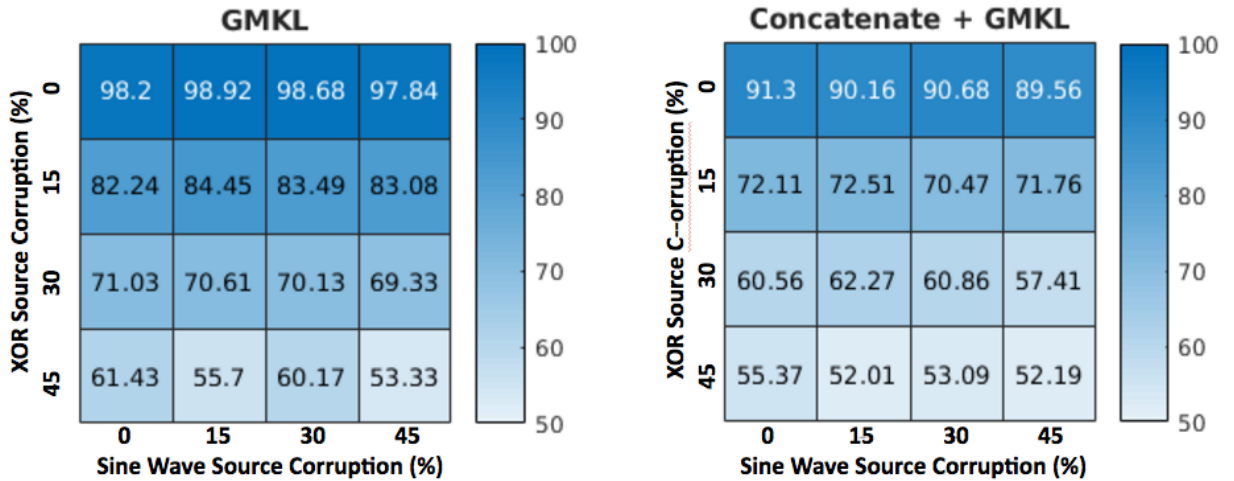 GMKL
XOR Source Corruption (%)
0
98.2 98.92 98.68 97.84
15
82.24 84.45 83.49 83.08
30
71.03 70.61 70.13 69.33
45
61.43 55.7 60.17 53.33
0 15 30 45
Sine Wave Source Corruption (%)
100
90
80
70
60
50
Concatenate + GMKL
XOR Source C--orruption (%)
0
91.3 90.16 90.68 89.56
15
72.11 72.51 70.47 71.76
30
60.56 62.27 60.86 57.41
45
55.37 52.01 53.09 52.19
0 15 30 45
Sine Wave Source Corruption (%)
100
90
80
70
60
50